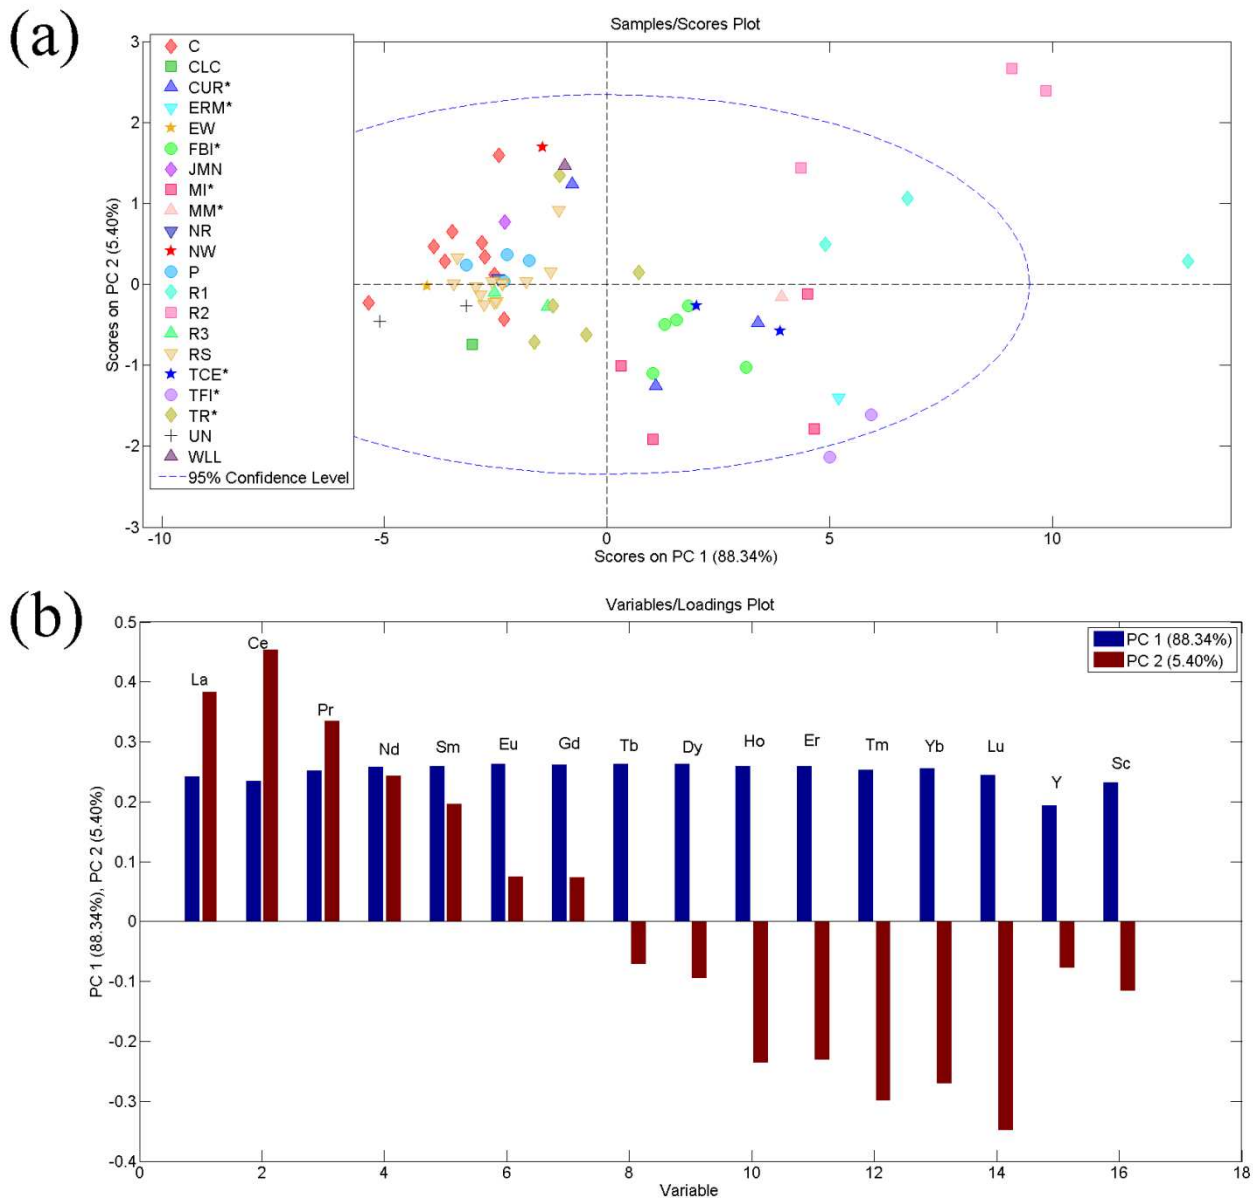 (a)
Samples/Scores Plot
C
CLC
CUR*
ERM*
EW
FBI*
JMN
MI*
MM*
NR
NW
P
R1
R2
R3
RS
TCE*
TFI*
TR*
UN
WLL
95% Confidence Level
3
2
1
0
-1
-2
-3
Scores on PC 2 (5.40%)
-10 -5 0 5 10
Scores on PC 1 (88.34%)
(b)
Variables/Loadings Plot
PC 1 (88.34%)
PC 2 (5.40%)
La Ce Pr Nd Sm Eu Gd Tb Dy Ho Er Tm Yb Lu Y Sc
0.5
0.4
0.3
0.2
0.1
0
-0.1
-0.2
-0.3
-0.4
PC 1 (88.34%), PC 2 (5.40%)
0 2 4 6 8 10 12 14 16 18
Variable